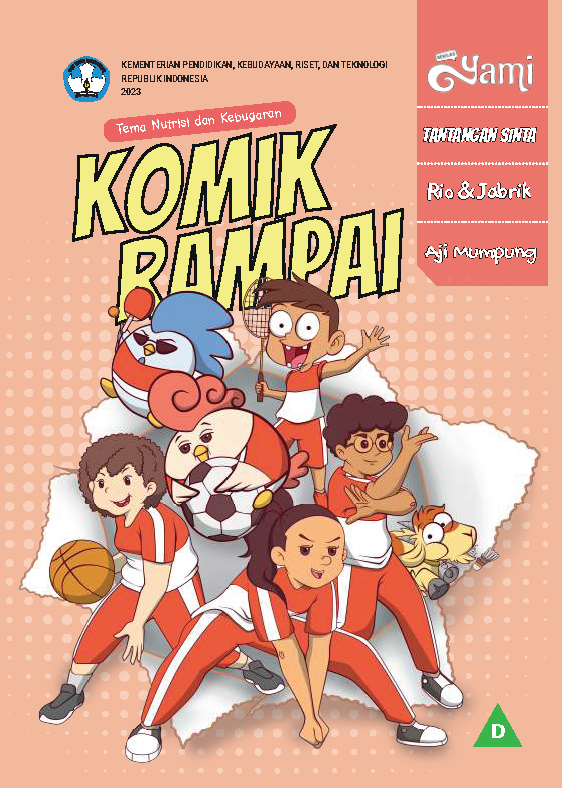 KEMENTERIAN PENDIDIKAN, KEBUDAYAAN, RISET, DAN TEKNOLOGI
REPUBLIK INDONESIA
2023
Tema Nutrisi dan Kebugaran
KOMIK
RAMPAI
Yami
TANTANGAN SINTA
Rio & Jabrik
Aji Mumpung
D